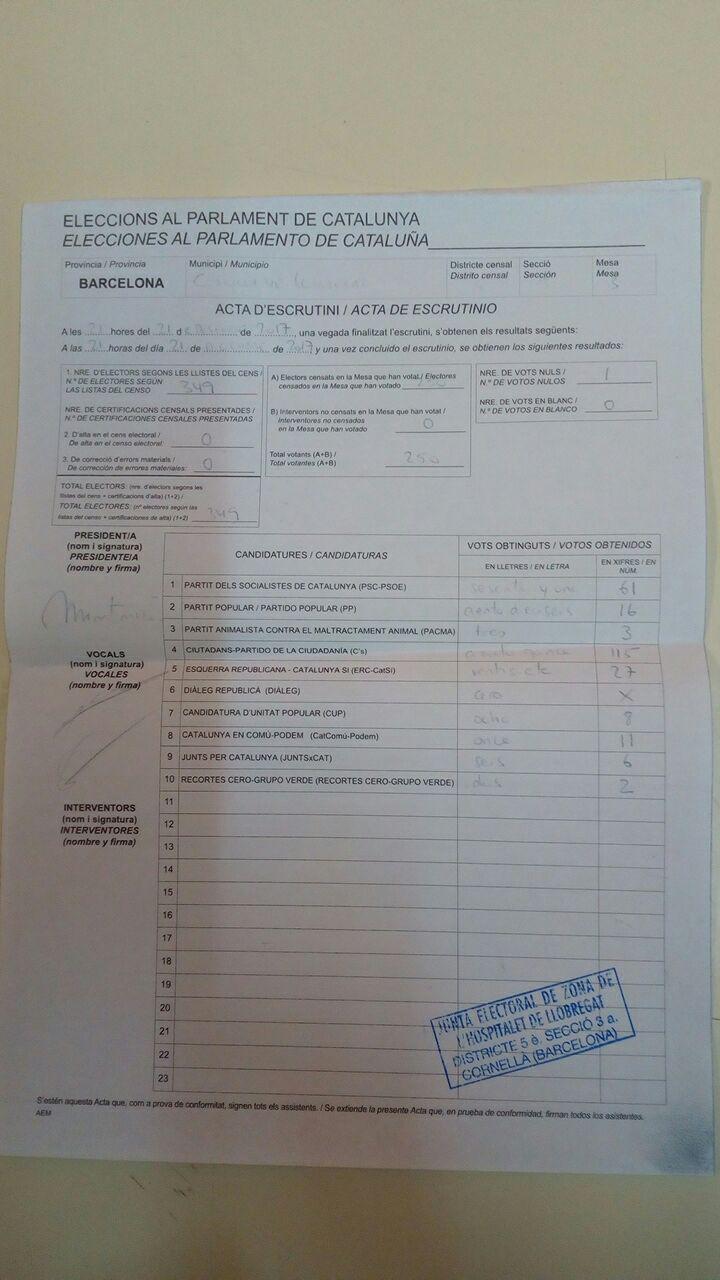 ELECCIONS AL PARLAMENT DE CATALUNYA
ELECCIONES AL PARLAMENTO DE CATALUÑA
Provincia / Provincia
Municipi / Municipio
Districte censal
Distrito censal
Secció
Sección
Mesa
Mesa
BARCELONA
ACTA D'ESCRUTINI / ACTA DE ESCRUTINIO
A les 21 hores del 21 d de 2017, una vegada finalitzat l'escrutini, s'obtenen els resultats següents:
A las 21 horas del día 21 de de 2017 y una vez concluido el escrutinio, se obtienen los siguientes resultados:
1. NRE. D'ELECTORS SEGONS LES LLISTES DEL CENS /
N.º DE ELECTORES SEGÚN
LAS LISTAS DEL CENSO 349
NRE. DE CERTIFICACIONS CENSALS PRESENTADES /
N.º DE CERTIFICACIONES CENSALES PRESENTADAS
2. D'alta en el cens electoral /
De alta en el censo electoral: 0
3. De correcció d'errors materials /
De corrección de errores materiales: 0
TOTAL ELECTORS: (nre. d'electors segons les
llistes del cens + certificacions d'alta) (1+2) /
TOTAL ELECTORES: (nº electores según las
listas del censo + certificaciones de alta) (1+2) 349
A) Electors censats en la Mesa que han votat / Electores
censados en la Mesa que han votado
B) Interventors no censats en la Mesa que han votat /
Interventores no censados
en la Mesa que han votado 0
Total votants (A+B) /
Total votantes (A+B) 250
NRE. DE VOTS NULS /
N.º DE VOTOS NULOS 1
NRE. DE VOTS EN BLANC /
N.º DE VOTOS EN BLANCO 0
PRESIDENT/A
(nom i signatura)
PRESIDENTE/A
(nombre y firma)
VOCALS
(nom i signatura)
VOCALES
(nombre y firma)
INTERVENTORS
(nom i signatura)
INTERVENTORES
(nombre y firma)
CANDIDATURES / CANDIDATURAS
VOTS OBTINGUTS / VOTOS OBTENIDOS
EN LLETRES / EN LETRA
EN XIFRES / EN NUM.
1 PARTIT DELS SOCIALISTES DE CATALUNYA (PSC-PSOE) sesenta y uno 61
2 PARTIT POPULAR / PARTIDO POPULAR (PP) 16
3 PARTIT ANIMALISTA CONTRA EL MALTRACTAMENT ANIMAL (PACMA) tres 3
4 CIUTADANS-PARTIDO DE LA CIUDADANÍA (C's) 115
5 ESQUERRA REPUBLICANA - CATALUNYA SI (ERC-CatSí) 27
6 DIÀLEG REPUBLICÀ (DIÀLEG) cero X
7 CANDIDATURA D'UNITAT POPULAR (CUP) ocho 8
8 CATALUNYA EN COMÚ-PODEM (CatComú-Podem) once 11
9 JUNTS PER CATALUNYA (JUNTSxCAT) seis 6
10 RECORTES CERO-GRUPO VERDE (RECORTES CERO-GRUPO VERDE) dos 2
11
12
13
14
15
16
17
18
19
20
21
22
23
JUNTA ELECTORAL DE ZONA DE
L'HOSPITALET DE LLOBREGAT
DISTRICTE 5 è. SECCIÓ 3 a.
CORNELLÀ (BARCELONA)
S'estén aquesta Acta que, com a prova de conformitat, signen tots els assistents. / Se extiende la presente Acta que, en prueba de conformidad, firman todos los asistentes.
AEM